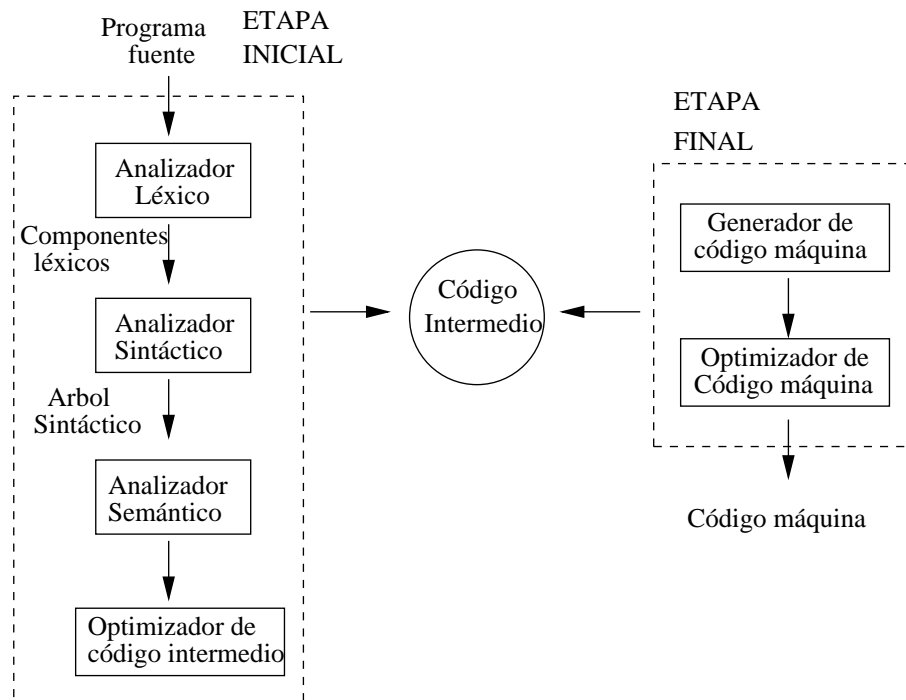 Programa
fuente
ETAPA
INICIAL
Analizador
Léxico
Componentes
léxicos
Analizador
Sintáctico
Arbol
Sintáctico
Analizador
Semántico
Optimizador de
código intermedio
Código
Intermedio
ETAPA
FINAL
Generador de
código máquina
Optimizador de
Código máquina
Código máquina